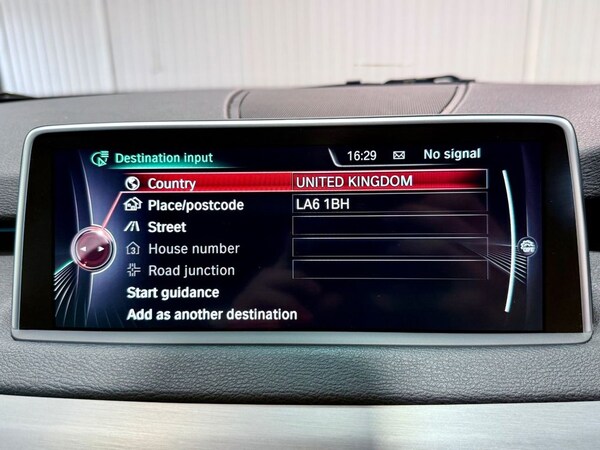 Destination input
16:29
No signal
Country UNITED KINGDOM
Place/postcode LA6 1BH
Street
3 House number
Road junction
Start guidance
Add as another destination